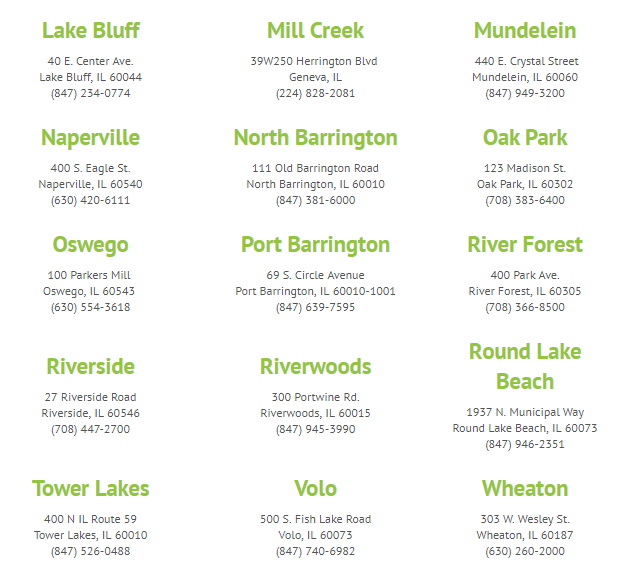 Lake Bluff
40 E. Center Ave.
Lake Bluff, IL 60044
(847) 234-0774
Mill Creek
39W250 Herrington Blvd
Geneva, IL
(224) 828-2081
Mundelein
440 E. Crystal Street
Mundelein, IL 60060
(847) 949-3200
Naperville
400 S. Eagle St.
Naperville, IL 60540
(630) 420-6111
North Barrington
111 Old Barrington Road
North Barrington, IL 60010
(847) 381-6000
Oak Park
123 Madison St.
Oak Park, IL 60302
(708) 383-6400
Oswego
100 Parkers Mill
Oswego, IL 60543
(630) 554-3618
Port Barrington
69 S. Circle Avenue
Port Barrington, IL 60010-1001
(847) 639-7595
River Forest
400 Park Ave.
River Forest, IL 60305
(708) 366-8500
Riverside
27 Riverside Road
Riverside, IL 60546
(708) 447-2700
Riverwoods
300 Portwine Rd.
Riverwoods, IL 60015
(847) 945-3990
Round Lake
Beach
1937 N. Municipal Way
Round Lake Beach, IL 60073
(847) 946-2351
Tower Lakes
400 N IL Route 59
Tower Lakes, IL 60010
(847) 526-0488
Volo
500 S. Fish Lake Road
Volo, IL 60073
(847) 740-6982
Wheaton
303 W. Wesley St.
Wheaton, IL 60187
(630) 260-2000